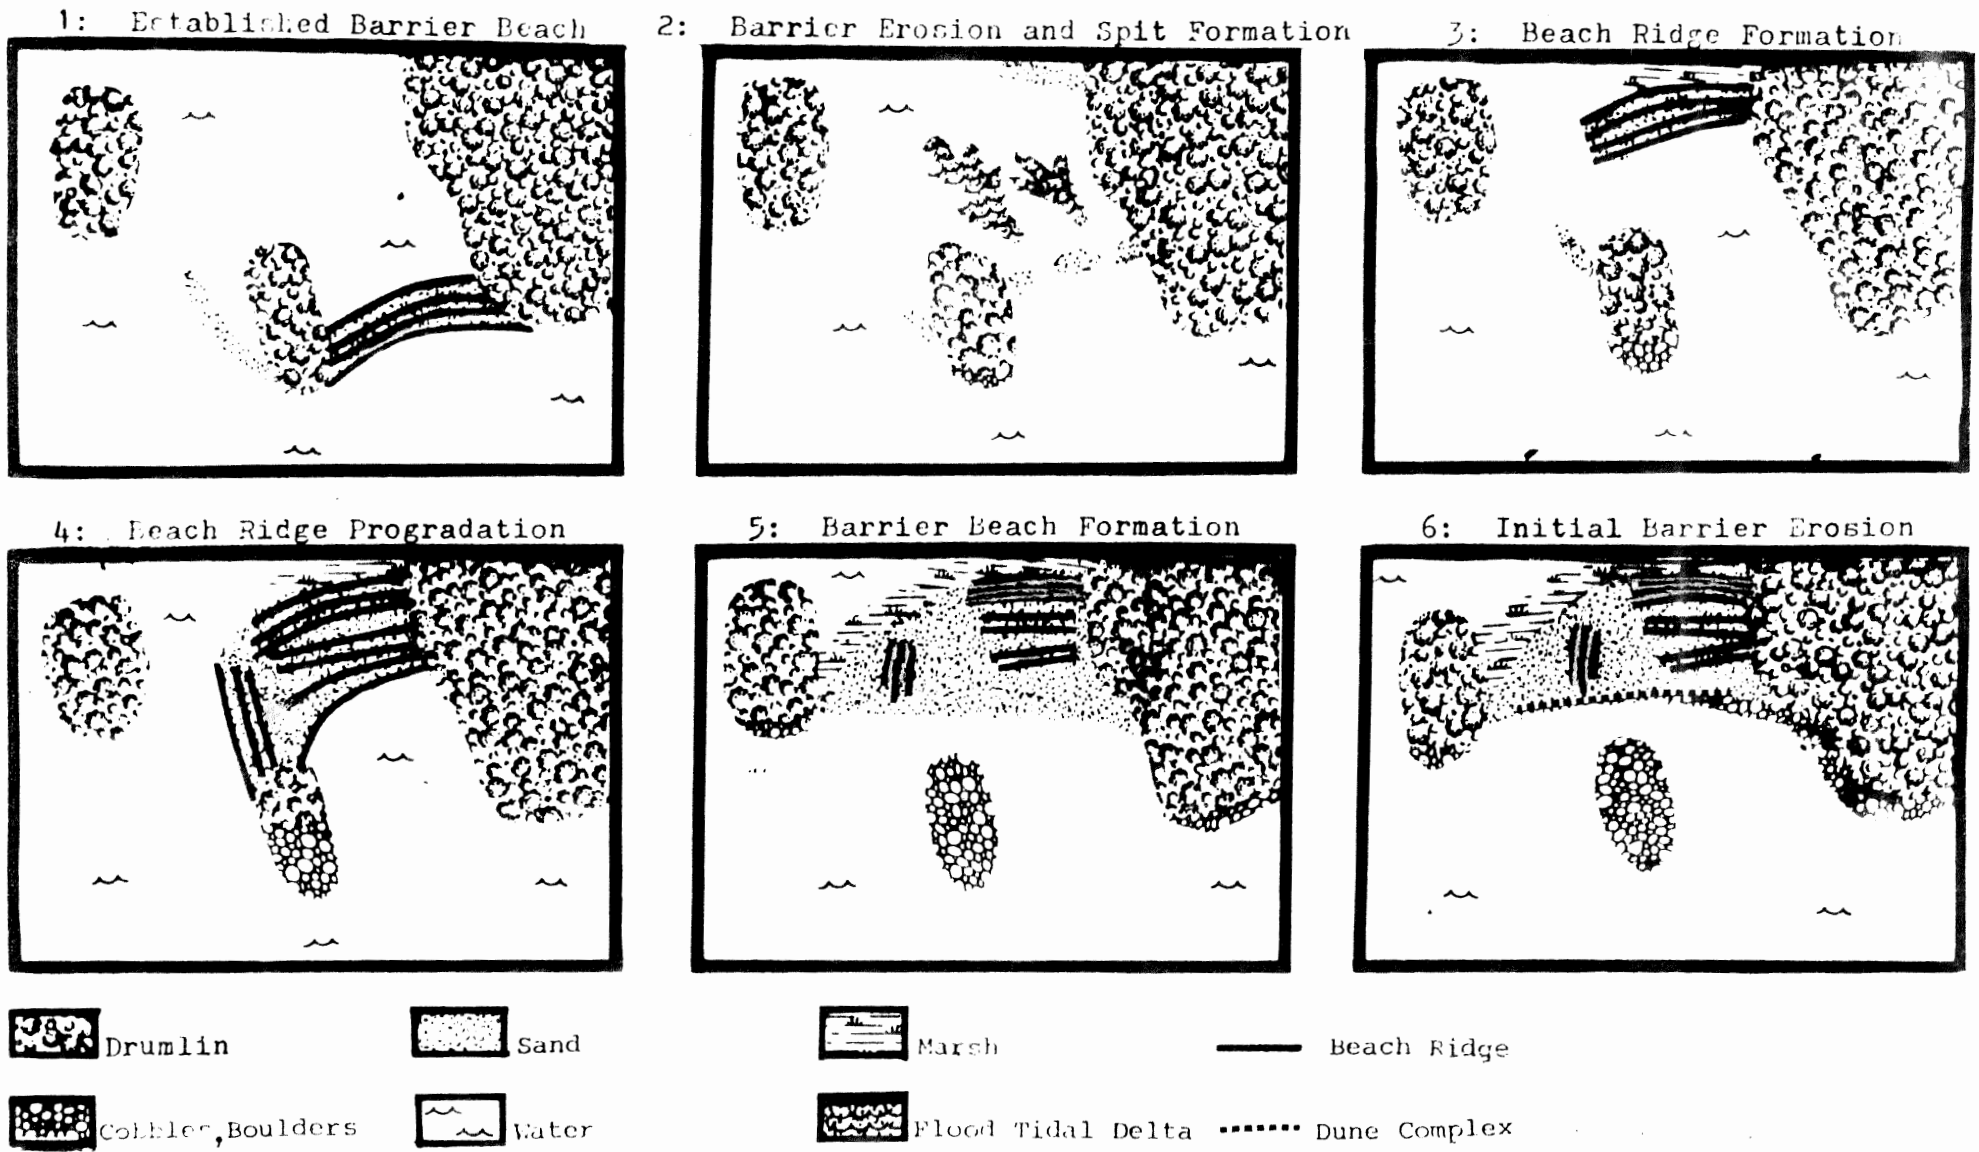 1: Established Barrier Beach
2: Barrier Erosion and Spit Formation
3: Beach Ridge Formation
4: Beach Ridge Progradation
5: Barrier Beach Formation
6: Initial Barrier Erosion
Drumlin
Sand
Marsh
Beach Ridge
Cobbles, Boulders
Water
Flood Tidal Delta
Dune Complex